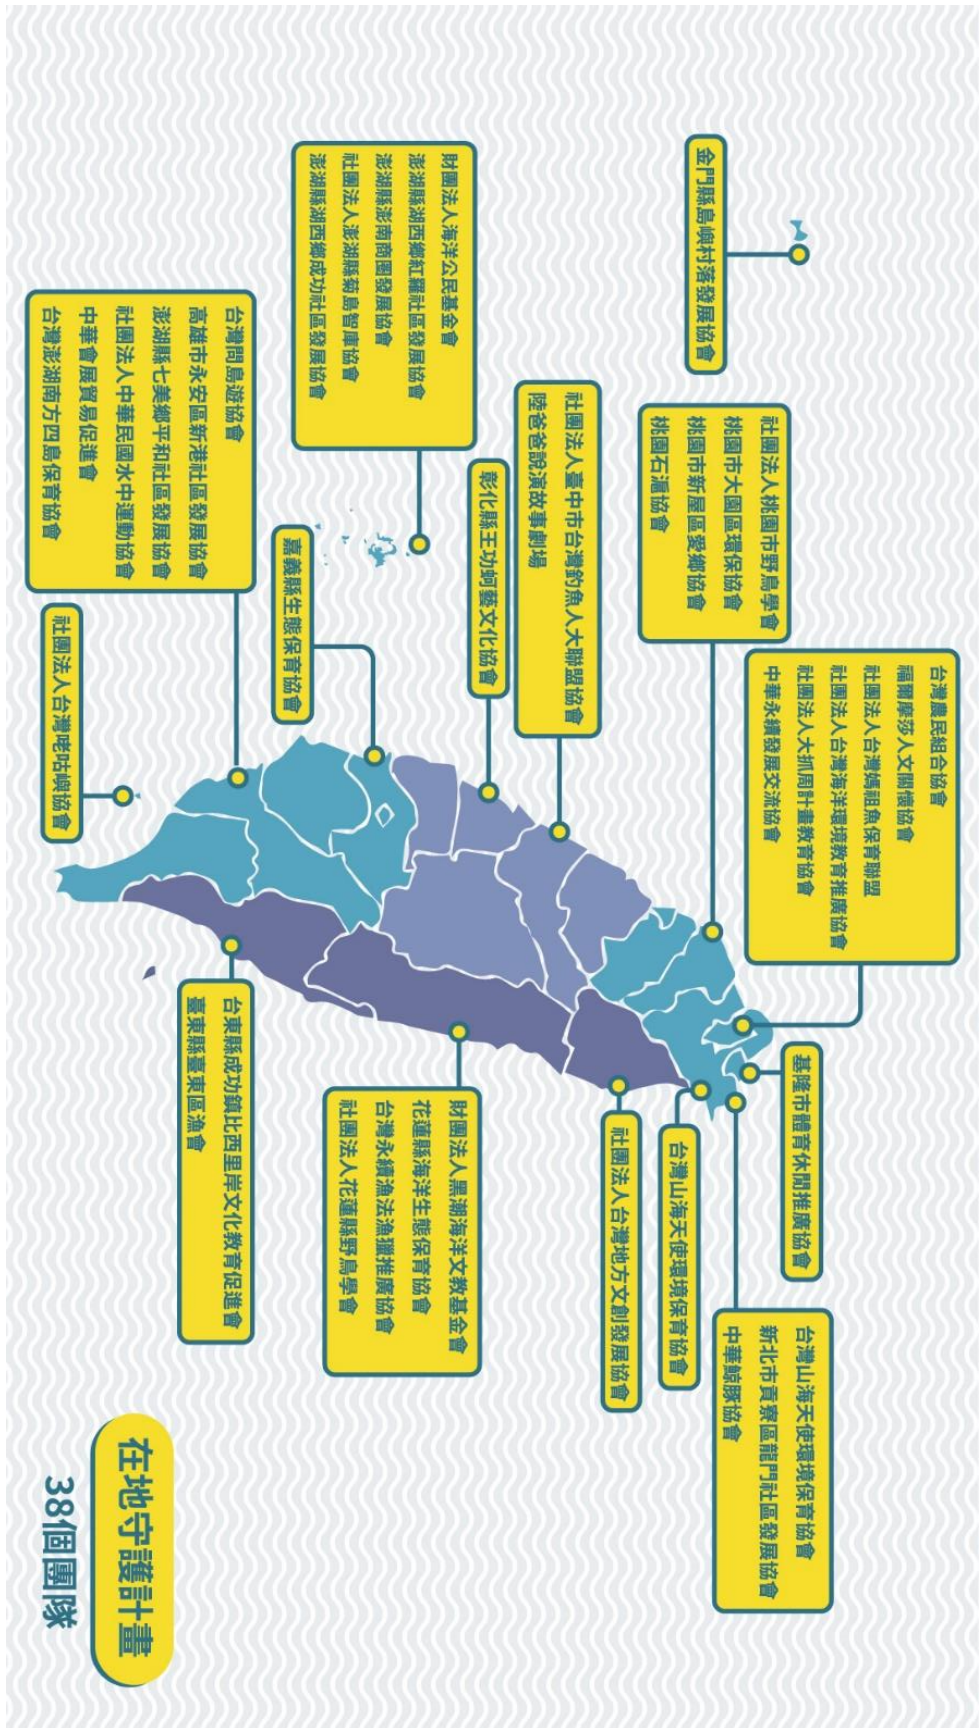 金門縣島嶼村落發展協會
社團法人桃園市野鳥學會
桃園市大園區環保協會
桃園市新屋區愛鄉協會
桃園石滬協會
台灣農民組合協會
福爾摩莎人文關懷協會
社團法人台灣媽祖魚保育聯盟
社團法人台灣海洋環境教育推廣協會
社團法人大抓周計畫教育協會
中華永續發展交流協會
基隆市體育休閒推廣協會
台灣山海天使環境保育協會
新北市貢寮區龍門社區發展協會
中華鯨豚協會
台灣山海天使環境保育協會
社團法人台灣地方文創發展協會
社團法人臺中市台灣釣魚人大聯盟協會
陸爸爸說演故事劇場
彰化縣王功蚵藝文化協會
財團法人海洋公民基金會
澎湖縣湖西鄉紅羅社區發展協會
澎湖縣澎南商圈發展協會
社團法人澎湖縣菊島智庫協會
澎湖縣湖西鄉成功社區發展協會
嘉義縣生態保育協會
財團法人黑潮海洋文教基金會
花蓮縣海洋生態保育協會
台灣永續漁法漁獵推廣協會
社團法人花蓮縣野鳥學會
台灣問島遊協會
高雄市永安區新港社區發展協會
澎湖縣七美鄉平和社區發展協會
社團法人中華民國水中運動協會
中華會展貿易促進會
台灣澎湖南方四島保育協會
台東縣成功鎮比西里岸文化教育促進會
臺東縣臺東區漁會
社團法人台灣咾咕嶼協會
在地守護計畫
38個團隊